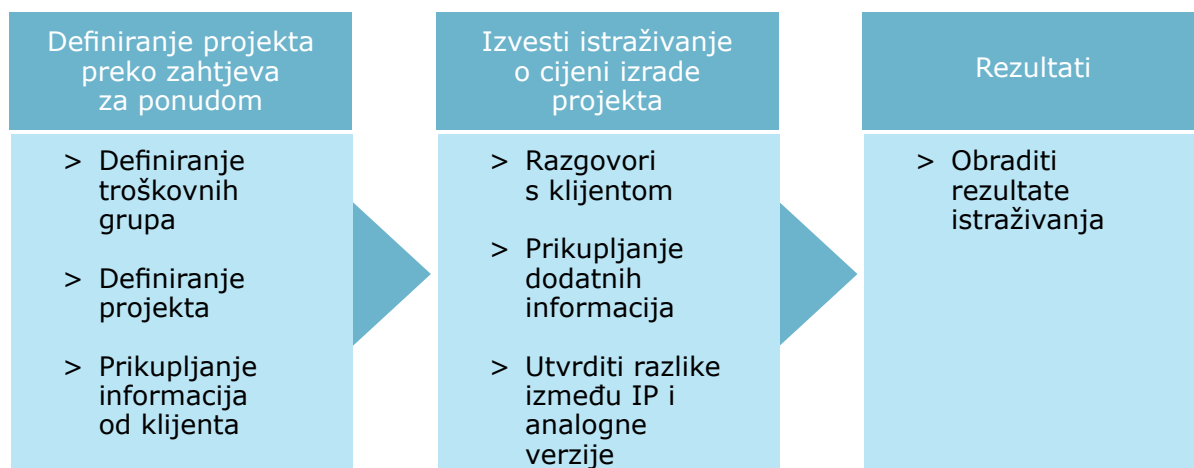 Definiranje projekta
preko zahtjeva
za ponudom
> Definiranje
troškovnih
grupa
> Definiranje
projekta
> Prikupljanje
informacija
od klijenta
Izvesti istraživanje
o cijeni izrade
projekta
> Razgovori
s klijentom
> Prikupljanje
dodatnih
informacija
> Utvrditi razlike
između IP i
analogne
verzije
Rezultati
> Obraditi
rezultate
istraživanja